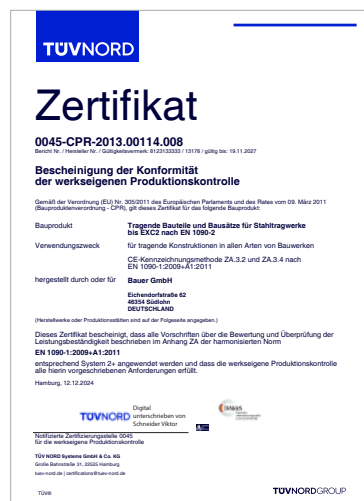 TÜVNORD
Zertifikat
0045-CPR-2013.00114.008
Bericht Nr. / Hersteller Nr. / Gültigkeitsvermerk: 8123133333 / 13178 / gültig bis: 19.11.2027
Bescheinigung der Konformität
der werkseigenen Produktionskontrolle
Gemäß der Verordnung (EU) Nr. 305/2011 des Europäischen Parlaments und des Rates vom 09. März 2011
(Bauproduktenverordnung - CPR), gilt dieses Zertifikat für das folgende Bauprodukt:
Bauprodukt Tragende Bauteile und Bausätze für Stahltragwerke
bis EXC2 nach EN 1090-2
Verwendungszweck für tragende Konstruktionen in allen Arten von Bauwerken
CE-Kennzeichnungsmethode ZA.3.2 und ZA.3.4 nach
EN 1090-1:2009+A1:2011
hergestellt durch oder für Bauer GmbH
Eichendorfstraße 62
46354 Südlohn
DEUTSCHLAND
(Herstellwerke oder Produktionsstätten sind auf der Folgeseite angegeben.)
Dieses Zertifikat bescheinigt, dass alle Vorschriften über die Bewertung und Überprüfung der
Leistungsbeständigkeit beschrieben im Anhang ZA der harmonisierten Norm
EN 1090-1:2009+A1:2011
entsprechend System 2+ angewendet werden und dass die werkseigene Produktionskontrolle
alle hierin vorgeschriebenen Anforderungen erfüllt.
Hamburg, 12.12.2024
TÜVNORD
Digital
unterschrieben von
Schneider Viktor
DAkkS
Notifizierte Zertifizierungsstelle 0045
für die werkseigene Produktionskontrolle
TÜV NORD Systems GmbH & Co. KG
Große Bahnstraße 31, 22525 Hamburg
tuev-nord.de | certifications@tuev-nord.de
TÜV®
TÜVNORDGROUP